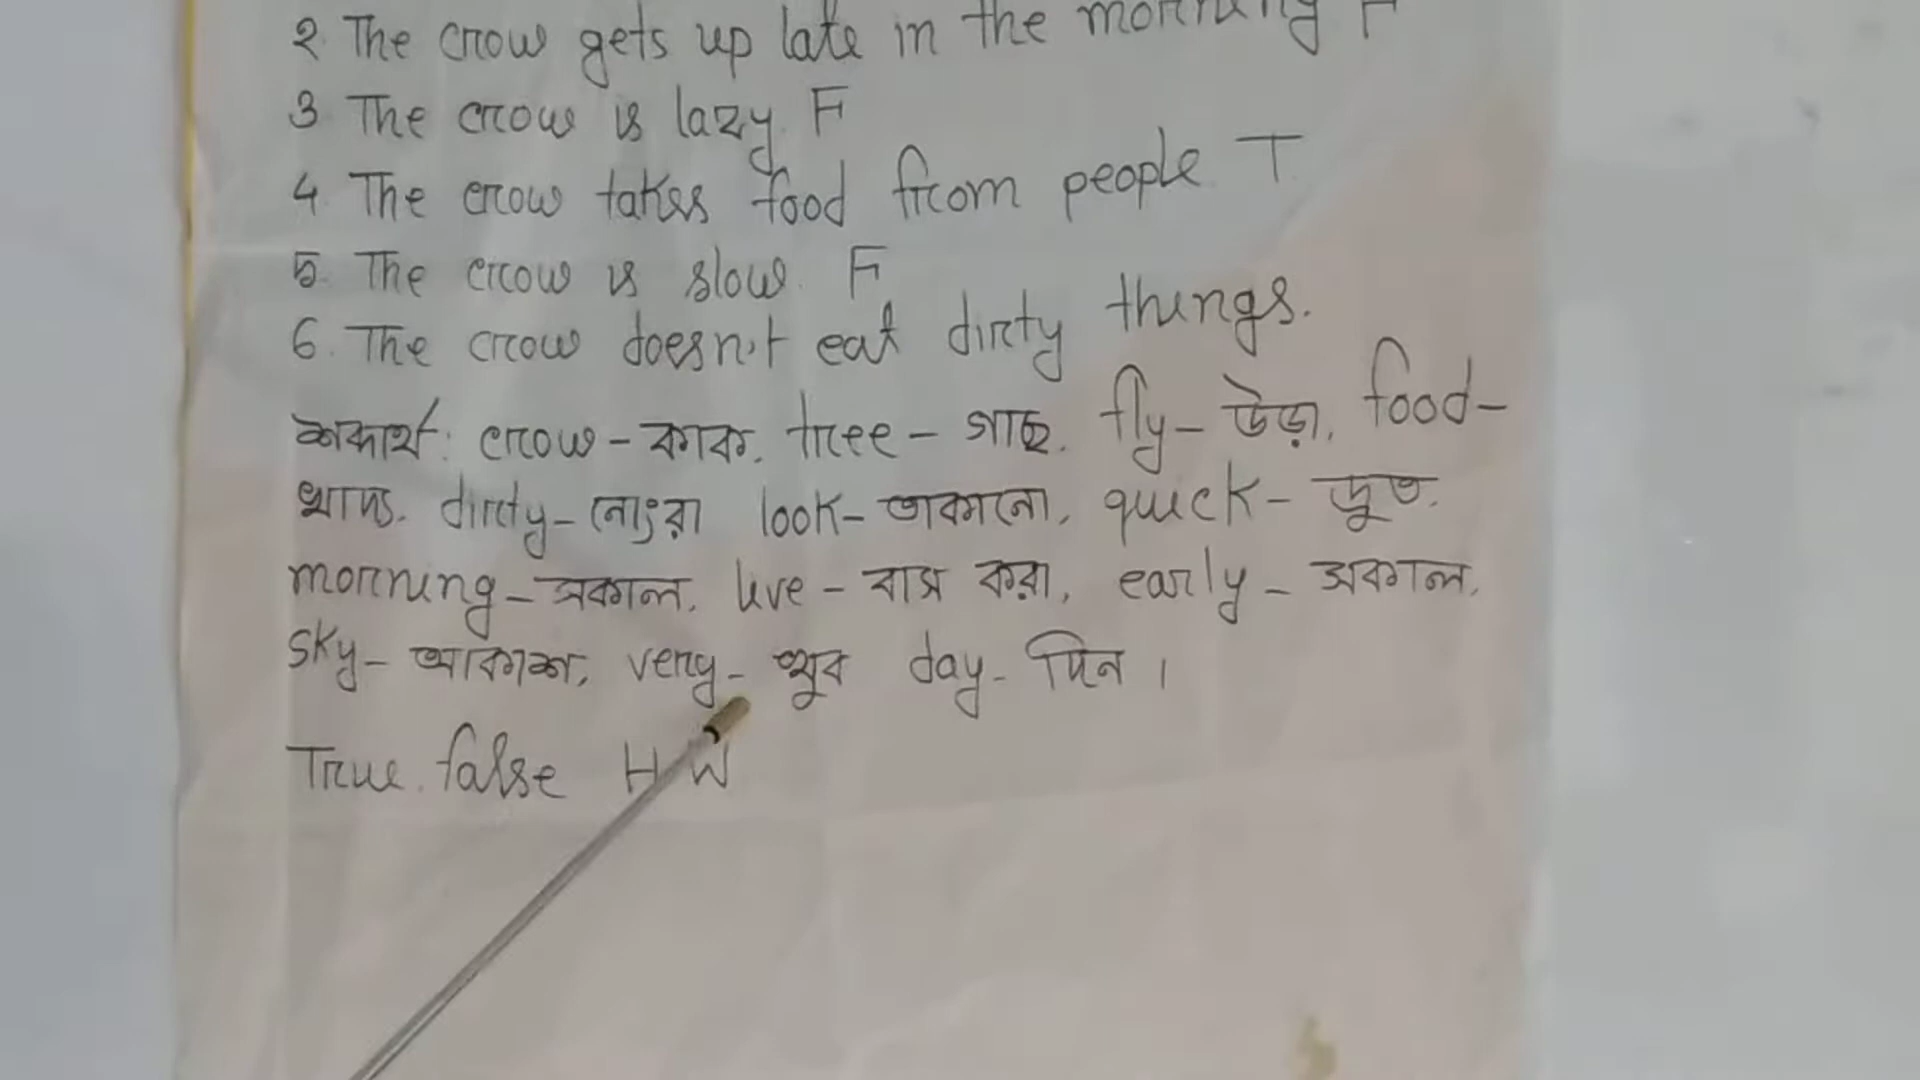 2. The crow gets up late in the morning F
3 The crow is lazy. F
4. The crow takes food from people T
5. The crow is slow. F
6. The crow doesn't eat dirty things.
শব্দার্থ: crow - কাক. tree - গাছ. fly - উড়া. food -
খাদ্য. dirty - নোংরা look - তাকানো, quick - দ্রুত.
morning - সকাল. live - বাস করা, early - সকাল.
sky - আকাশ, very - খুব day - দিন।
True. false H W